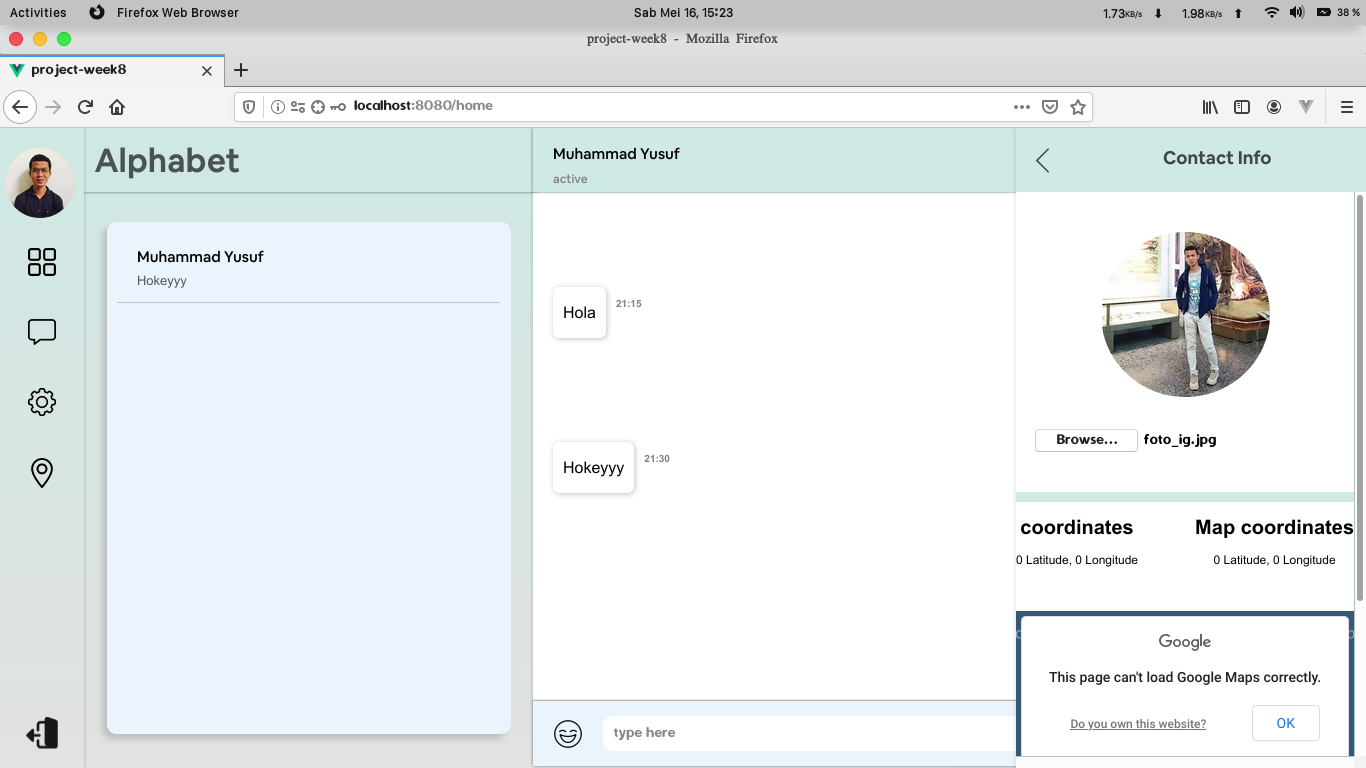 Activities Firefox Web Browser Sab Mei 16, 15:23 1.73KB/s 1.98KB/s 38 %
project-week8 - Mozilla Firefox
project-week8
localhost:8080/home
Alphabet
Muhammad Yusuf
Hokeyyy
Muhammad Yusuf
active
Hola 21:15
Hokeyyy 21:30
type here
Contact Info
Browse... foto_ig.jpg
coordinates Map coordinates
0 Latitude, 0 Longitude 0 Latitude, 0 Longitude
Google
This page can't load Google Maps correctly.
Do you own this website? OK